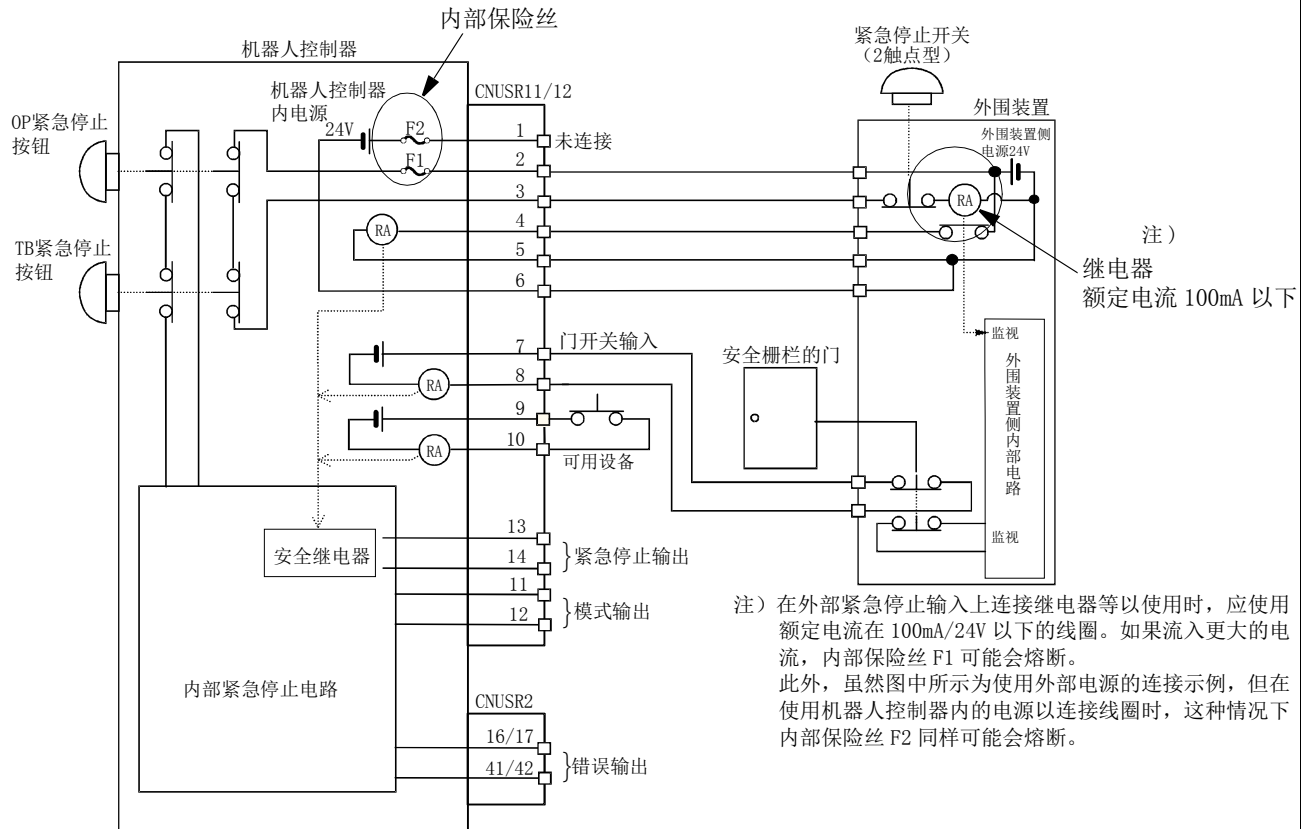 内部保险丝
机器人控制器
紧急停止开关
（2触点型）
机器人控制器
内电源
CNUSR11/12
外围装置
OP紧急停止
按钮
24V
F2
F1
1
未连接
2
3
4
5
6
外围装置侧
电源24V
RA
RA
注）
继电器
额定电流 100mA 以下
TB紧急停止
按钮
7
门开关输入
8
RA
9
10
RA
可用设备
安全栅栏的门
监视
外围装置侧内部电路
监视
安全继电器
13
14
}紧急停止输出
11
12
}模式输出
内部紧急停止电路
CNUSR2
16/17
41/42
}错误输出
注）在外部紧急停止输入上连接继电器等以使用时，应使用
额定电流在 100mA/24V 以下的线圈。如果流入更大的电
流，内部保险丝 F1 可能会熔断。
此外，虽然图中所示为使用外部电源的连接示例，但在
使用机器人控制器内的电源以连接线圈时，这种情况下
内部保险丝 F2 同样可能会熔断。